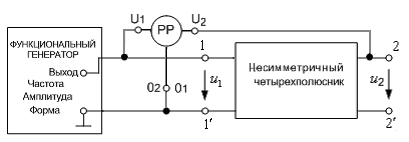 U1
U2
PP
ФУНКЦИОНАЛЬНЫЙ
ГЕНЕРАТОР
Выход
Частота
Амплитуда
Форма
1
2
02
01
u1
Несимметричный
четырехполюсник
u2
1'
2'